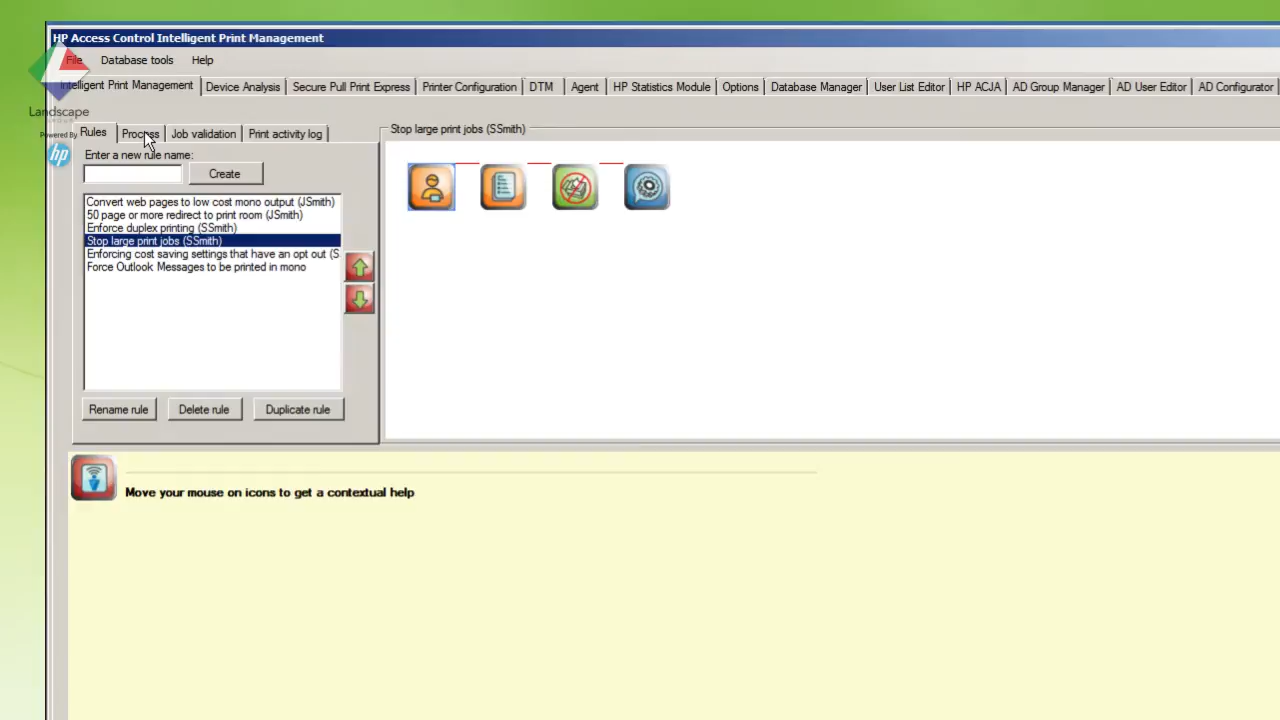 HP Access Control Intelligent Print Management
File Database tools Help
Intelligent Print Management Device Analysis Secure Pull Print Express Printer Configuration DTM Agent HP Statistics Module Options Database Manager User List Editor HP ACJA AD Group Manager AD User Editor AD Configurator
Landscape
Powered By
hp
Rules Process Job validation Print activity log
Enter a new rule name:
Create
Convert web pages to low cost mono output (JSmith)
50 page or more redirect to print room (JSmith)
Enforce duplex printing (SSmith)
Stop large print jobs (SSmith)
Enforcing cost saving settings that have an opt out (S
Force Outlook Messages to be printed in mono
Rename rule Delete rule Duplicate rule
Stop large print jobs (SSmith)
Move your mouse on icons to get a contextual help